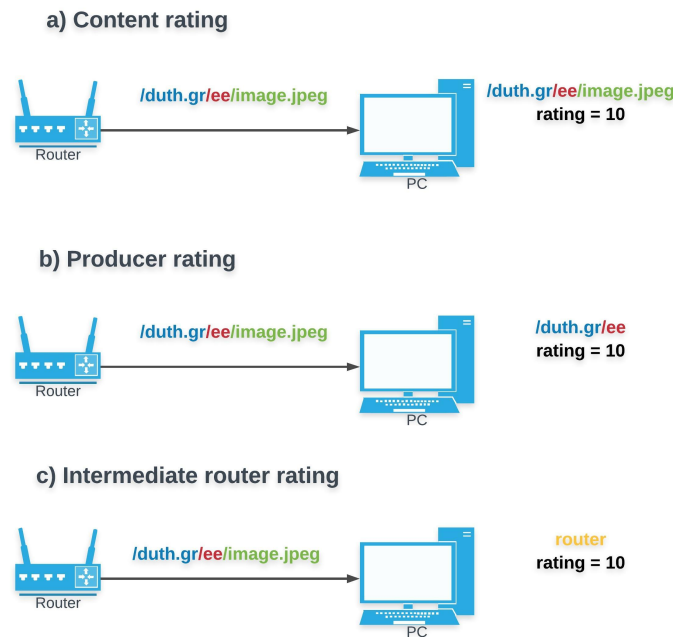 a) Content rating
/duth.gr/ee/image.jpeg
/duth.gr/ee/image.jpeg
rating = 10
Router
PC
b) Producer rating
/duth.gr/ee/image.jpeg
/duth.gr/ee
rating = 10
Router
PC
c) Intermediate router rating
/duth.gr/ee/image.jpeg
router
rating = 10
Router
PC